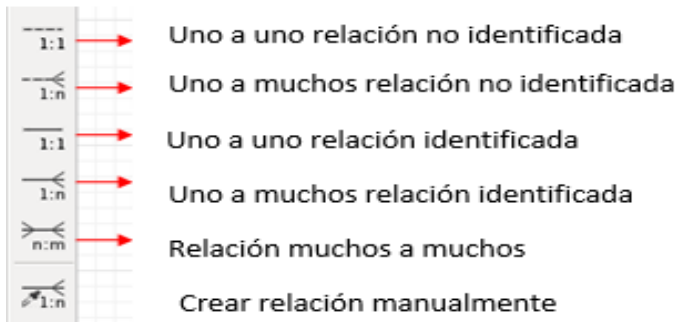 1:1 Uno a uno relación no identificada
1:n Uno a muchos relación no identificada
1:1 Uno a uno relación identificada
1:n Uno a muchos relación identificada
n:m Relación muchos a muchos
1:n Crear relación manualmente